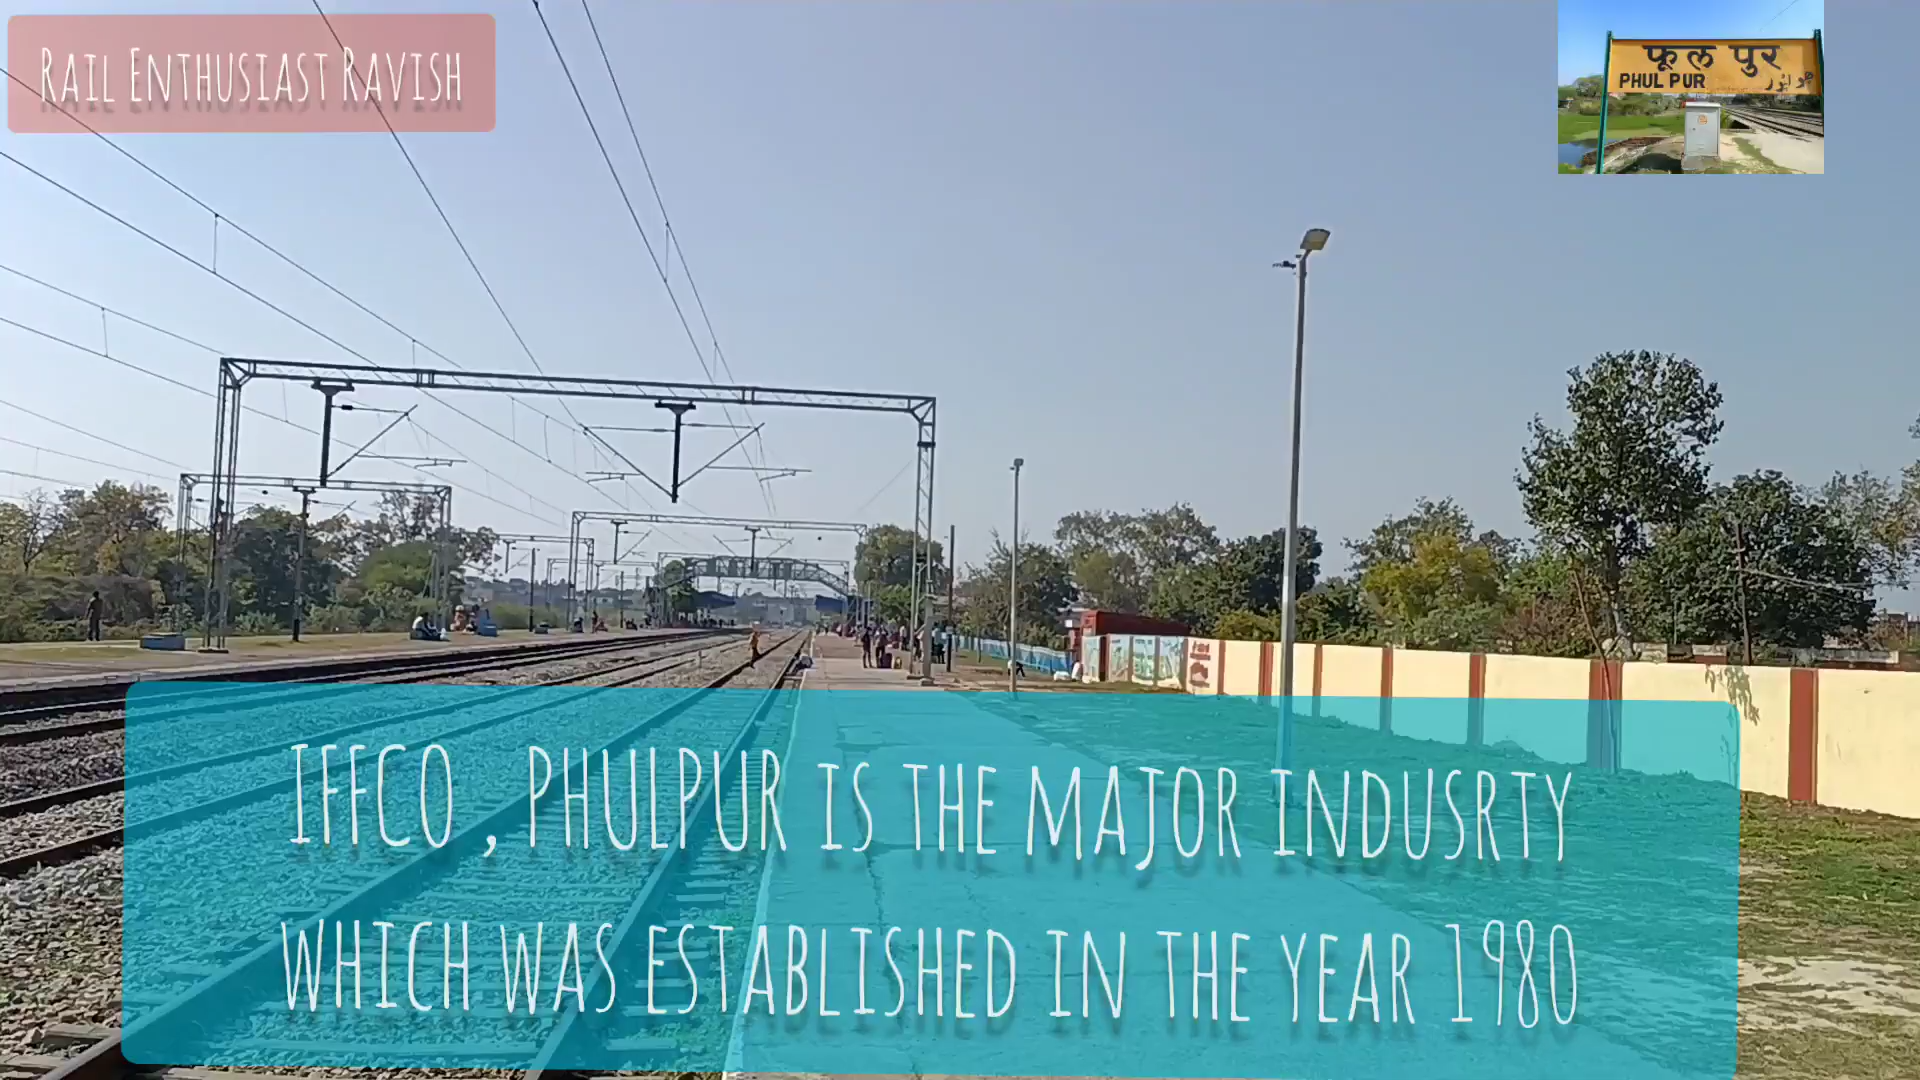 Rail Enthusiast Ravish
फूल पुर
PHUL PUR
IFFCO , PHULPUR IS THE MAJOR INDUSRTY
WHICH WAS ESTABLISHED IN THE YEAR 1980